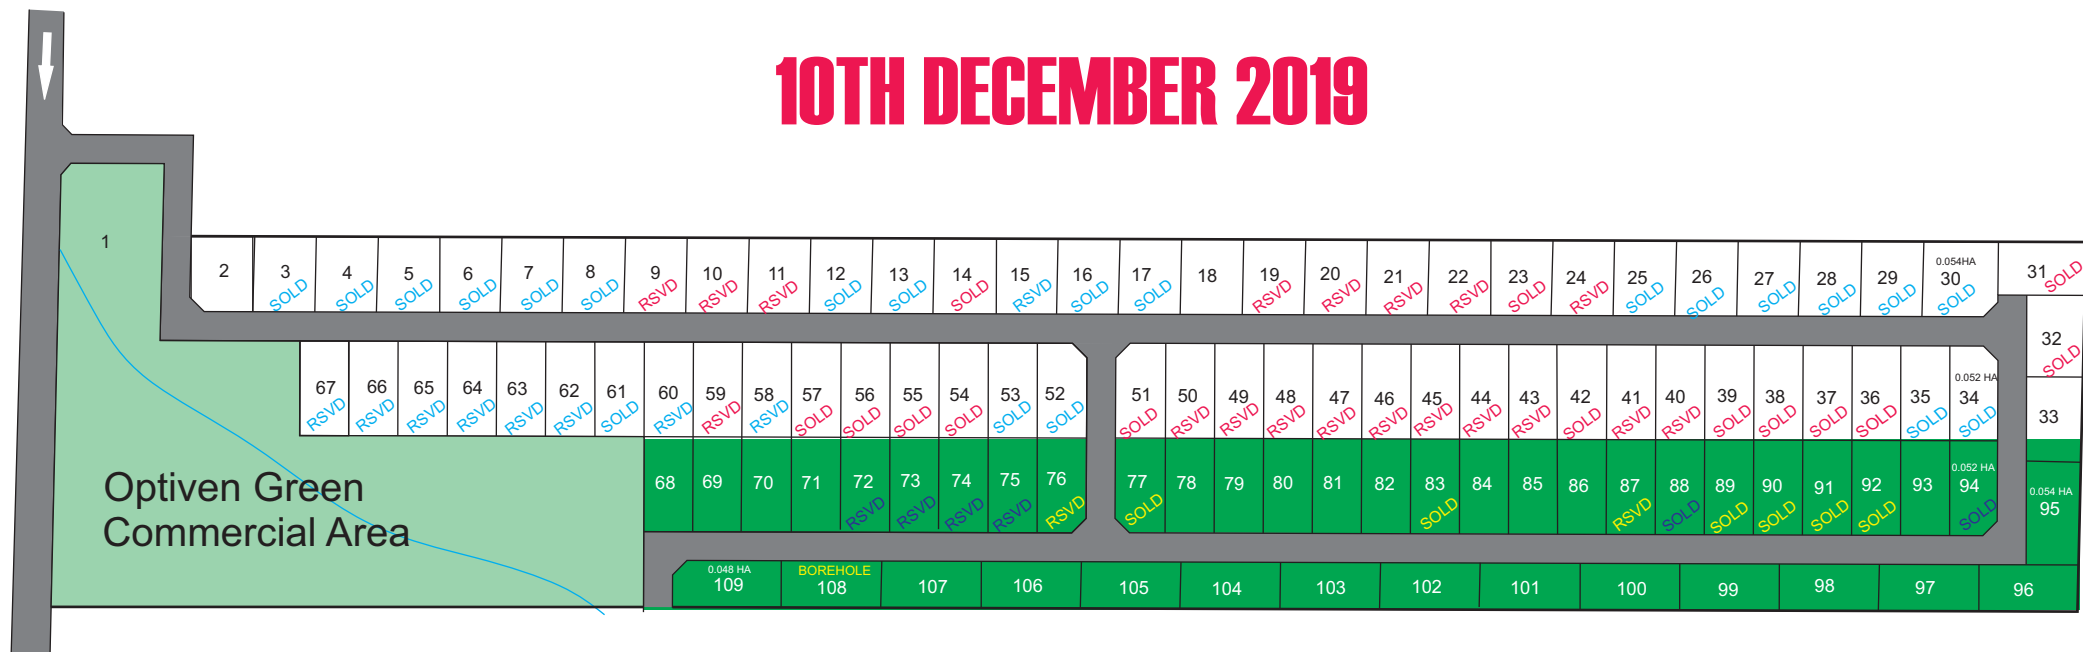 10TH DECEMBER 2019
1
2
3 SOLD
4 SOLD
5 SOLD
6 SOLD
7 SOLD
8 SOLD
9 RSVD
10 RSVD
11 RSVD
12 SOLD
13 SOLD
14 SOLD
15 RSVD
16 SOLD
17 SOLD
18
19 RSVD
20 RSVD
21 RSVD
22 RSVD
23 SOLD
24 RSVD
25 SOLD
26 SOLD
27 SOLD
28 SOLD
29 SOLD
0.054HA
30 SOLD
31 SOLD
32 SOLD
33
67 RSVD
66 RSVD
65 RSVD
64 RSVD
63 RSVD
62 RSVD
61 SOLD
60 RSVD
59 RSVD
58 RSVD
57 SOLD
56 SOLD
55 SOLD
54 SOLD
53 SOLD
52 SOLD
51 SOLD
50 RSVD
49 RSVD
48 RSVD
47 RSVD
46 RSVD
45 RSVD
44 RSVD
43 RSVD
42 SOLD
41 RSVD
40 RSVD
39 SOLD
38 SOLD
37 SOLD
36 SOLD
35 SOLD
0.052 HA
34 SOLD
Optiven Green
Commercial Area
68
69
70
71
72 RSVD
73 RSVD
74 RSVD
75 RSVD
76 RSVD
77 SOLD
78
79
80
81
82
83 SOLD
84
85
86
87 RSVD
88 SOLD
89 SOLD
90 SOLD
91 SOLD
92 SOLD
93
0.052 HA
94 SOLD
0.054 HA
95
0.048 HA
109
BOREHOLE
108
107
106
105
104
103
102
101
100
99
98
97
96